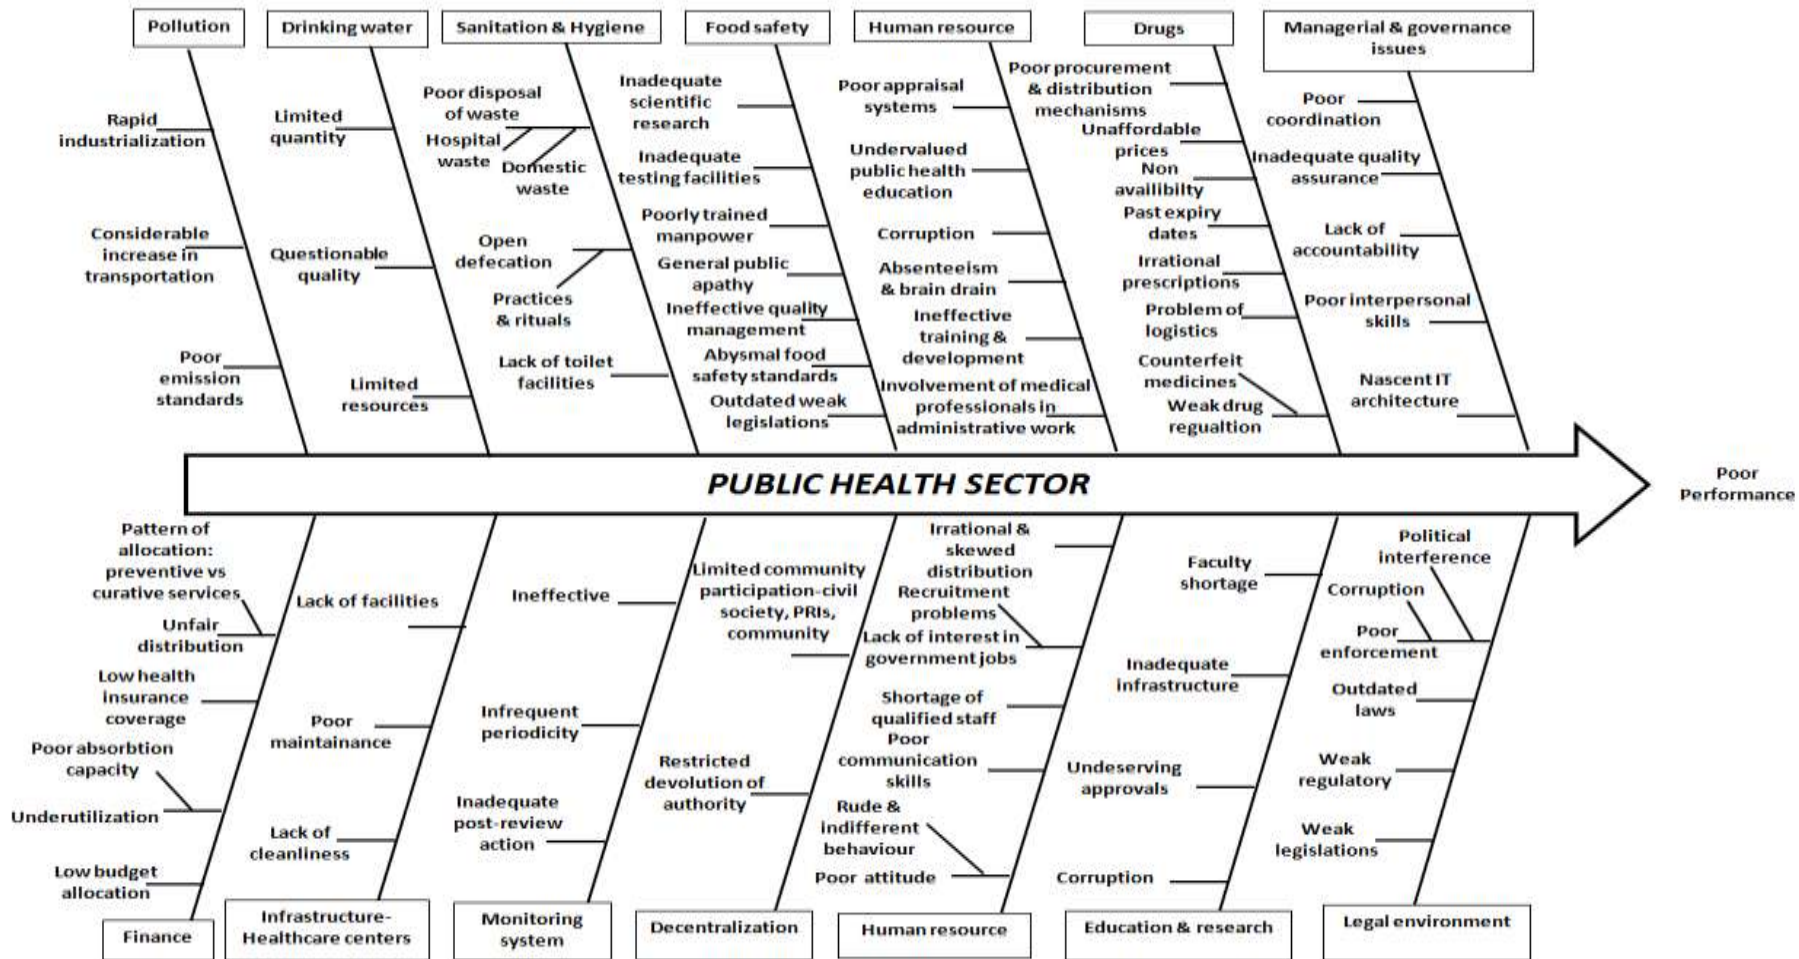 Pollution
Rapid
industrialization
Considerable
increase in
transportation
Poor
emission
standards
Drinking water
Limited
quantity
Questionable
quality
Limited
resources
Sanitation & Hygiene
Poor disposal
of waste
Hospital
waste
Domestic
waste
Open
defecation
Practices
& rituals
Lack of toilet
facilities
Food safety
Inadequate
scientific
research
Inadequate
testing facilities
Poorly trained
manpower
General public
apathy
Ineffective quality
management
Abysmal food
safety standards
Outdated weak
legislations
Human resource
Poor appraisal
systems
Undervalued
public health
education
Corruption
Absenteeism
& brain drain
Ineffective
training &
development
Involvement of medical
professionals in
administrative work
Drugs
Poor procurement
& distribution
mechanisms
Unaffordable
prices
Non
availibilty
Past expiry
dates
Irrational
prescriptions
Problem of
logistics
Counterfeit
medicines
Weak drug
regualtion
Managerial & governance
issues
Poor
coordination
Inadequate quality
assurance
Lack of
accountability
Poor interpersonal
skills
Nascent IT
architecture
PUBLIC HEALTH SECTOR
Poor
Performance
Pattern of
allocation:
preventive vs
curative services
Unfair
distribution
Low health
insurance
coverage
Poor absorbtion
capacity
Underutilization
Low budget
allocation
Finance
Lack of facilities
Poor
maintainance
Lack of
cleanliness
Infrastructure-
Healthcare centers
Ineffective
Infrequent
periodicity
Inadequate
post-review
action
Monitoring
system
Limited community
participation-civil
society, PRIs,
community
Restricted
devolution of
authority
Decentralization
Irrational &
skewed
distribution
Recruitment
problems
Lack of interest in
government jobs
Shortage of
qualified staff
Poor
communication
skills
Rude &
indifferent
behaviour
Poor attitude
Human resource
Faculty
shortage
Inadequate
infrastructure
Undeserving
approvals
Corruption
Education & research
Political
interference
Corruption
Poor
enforcement
Outdated
laws
Weak
regulatory
Weak
legislations
Legal environment